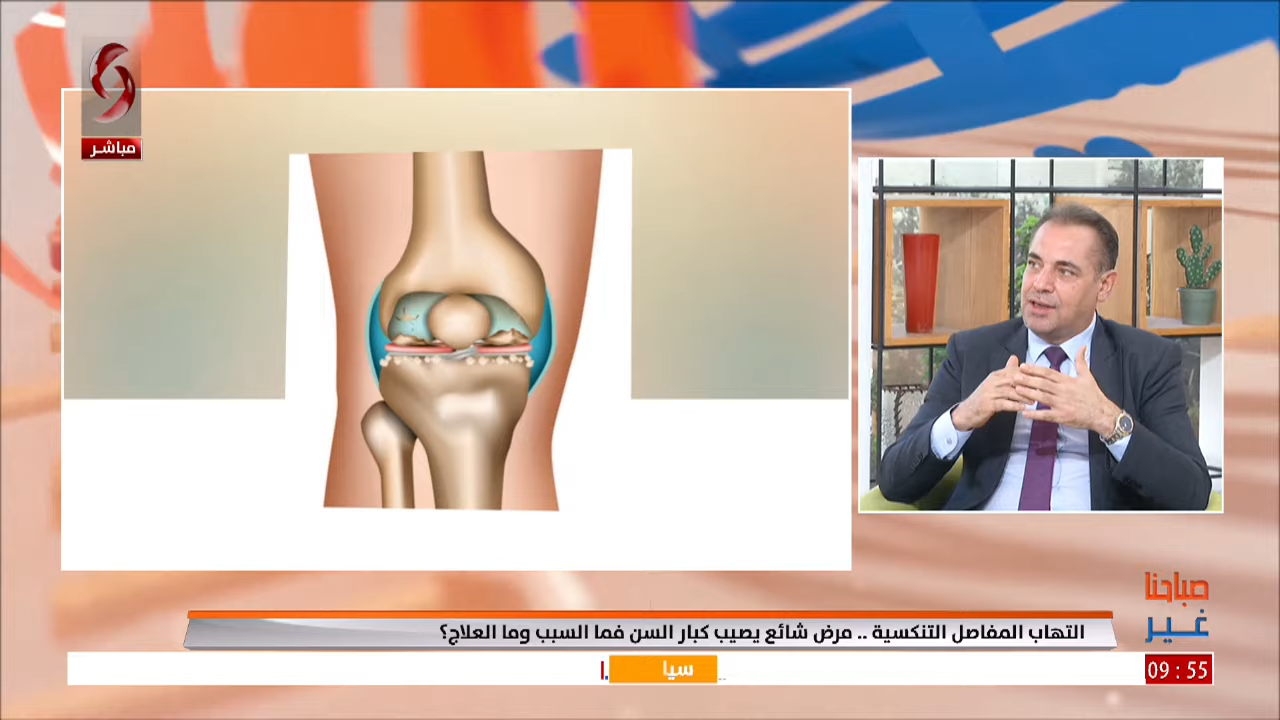 مباشر
صباحنا
غير
التهاب المفاصل التنكسية .. مرض شائع يصيب كبار السن فما السبب وما العلاج؟
سيا
09 : 55